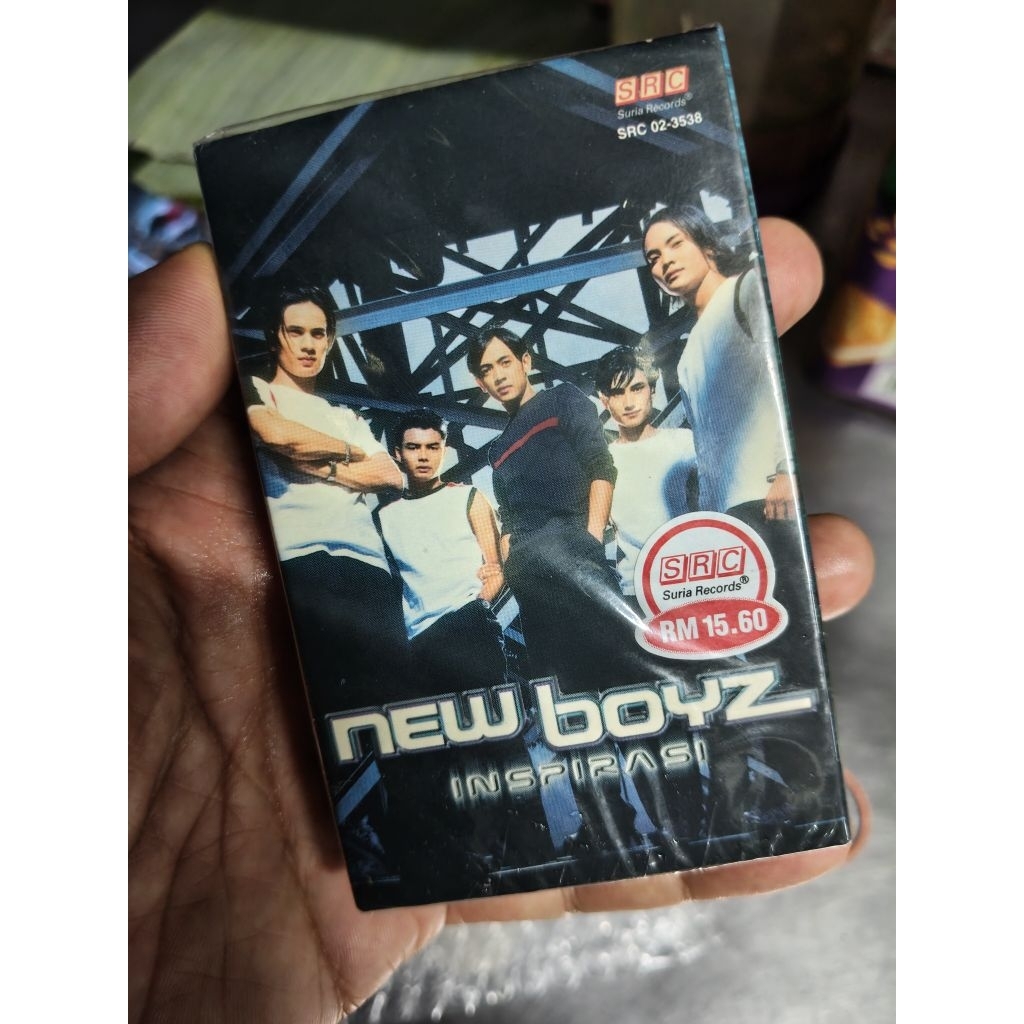 SRC
Suria Records®
SRC 02-3538
SRC
Suria Records®
RM 15.60
NEW BOYZ
INSPIRASI